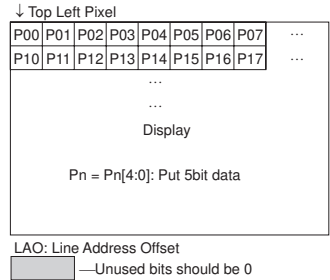 ↓ Top Left Pixel
P00 P01 P02 P03 P04 P05 P06 P07 ...
P10 P11 P12 P13 P14 P15 P16 P17 ...
...
...
Display
Pn = Pn[4:0]: Put 5bit data
LAO: Line Address Offset
—Unused bits should be 0